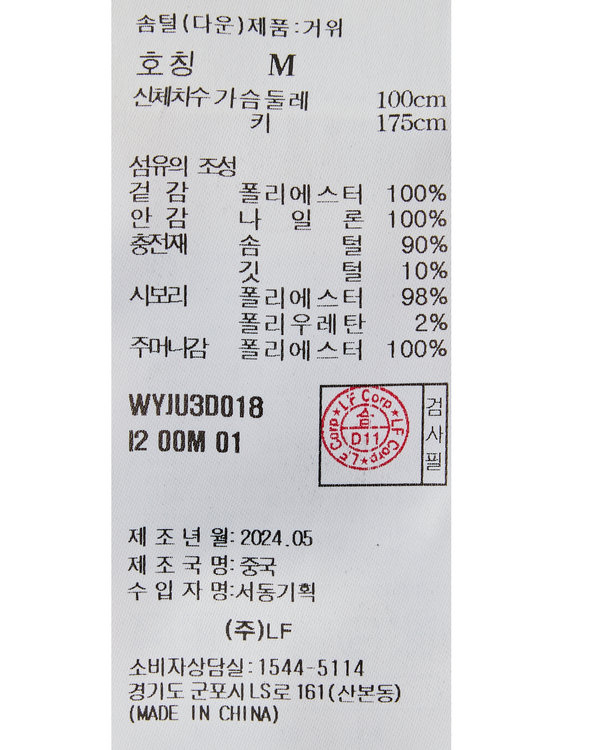 솜털(다운)제품:거위
호칭 M
신체치수 가슴둘레 100cm
키 175cm
섬유의 조성
겉감 폴리에스터 100%
안감 나일론 100%
충전재 솜털 90%
깃털 10%
시보리 폴리에스터 98%
폴리우레탄 2%
주머니감 폴리에스터 100%
WYJU3D018
I2 00M 01
LF Corp ★ LF Corp ★ LF Corp ★
솜
D11
검사필
제조년월: 2024.05
제조국명: 중국
수입자명:서동기획
(주)LF
소비자상담실:1544-5114
경기도 군포시 LS로 161(산본동)
(MADE IN CHINA)